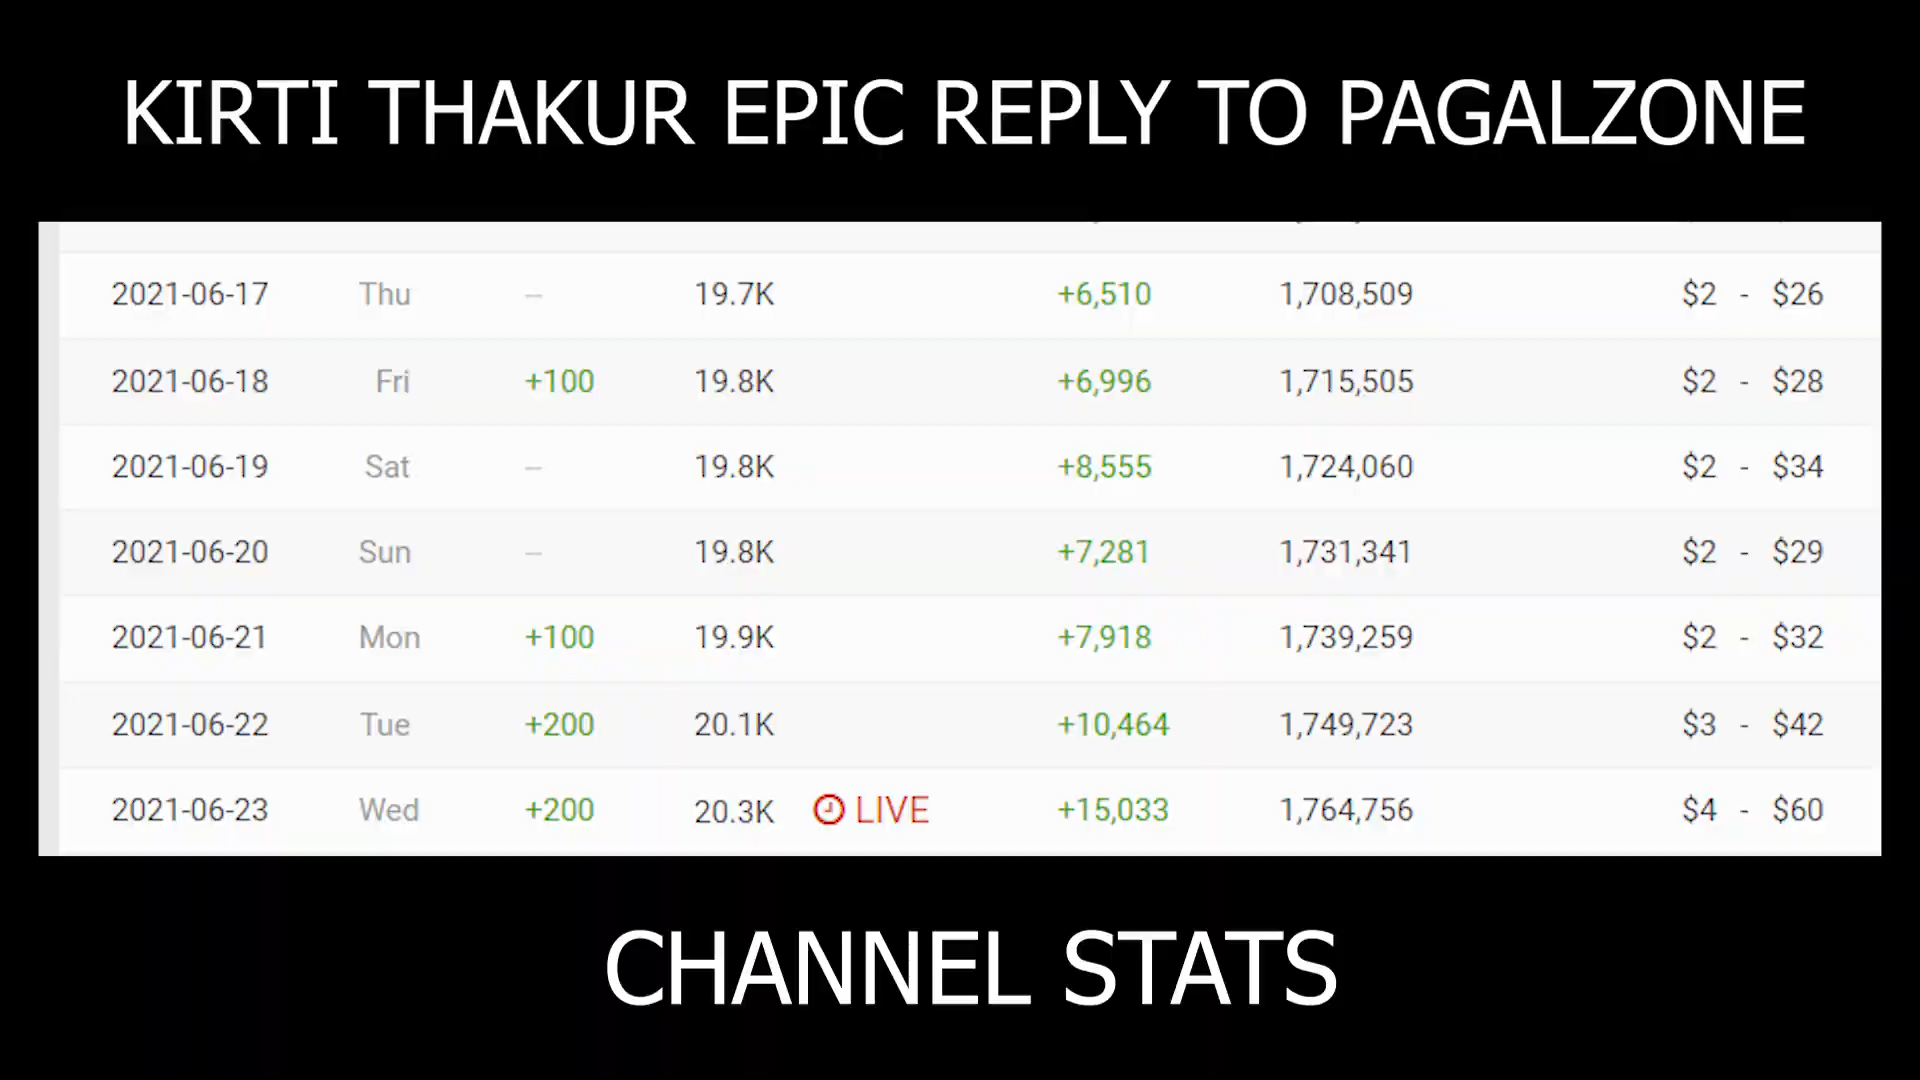 KIRTI THAKUR EPIC REPLY TO PAGALZONE
2021-06-17 Thu -- 19.7K +6,510 1,708,509 $2 - $26
2021-06-18 Fri +100 19.8K +6,996 1,715,505 $2 - $28
2021-06-19 Sat -- 19.8K +8,555 1,724,060 $2 - $34
2021-06-20 Sun -- 19.8K +7,281 1,731,341 $2 - $29
2021-06-21 Mon +100 19.9K +7,918 1,739,259 $2 - $32
2021-06-22 Tue +200 20.1K +10,464 1,749,723 $3 - $42
2021-06-23 Wed +200 20.3K LIVE +15,033 1,764,756 $4 - $60
CHANNEL STATS